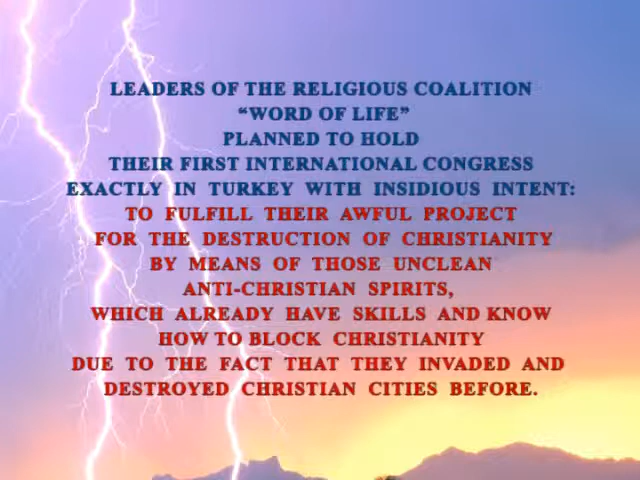 LEADERS OF THE RELIGIOUS COALITION
“WORD OF LIFE”
PLANNED TO HOLD
THEIR FIRST INTERNATIONAL CONGRESS
EXACTLY IN TURKEY WITH INSIDIOUS INTENT:
TO FULFILL THEIR AWFUL PROJECT
FOR THE DESTRUCTION OF CHRISTIANITY
BY MEANS OF THOSE UNCLEAN
ANTI-CHRISTIAN SPIRITS,
WHICH ALREADY HAVE SKILLS AND KNOW
HOW TO BLOCK CHRISTIANITY
DUE TO THE FACT THAT THEY INVADED AND
DESTROYED CHRISTIAN CITIES BEFORE.